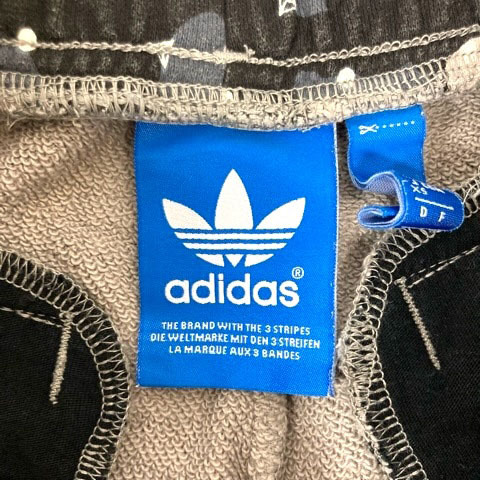 adidas®
THE BRAND WITH THE 3 STRIPES
DIE WELTMARKE MIT DEN 3 STREIFEN
LA MARQUE AUX 3 BANDES
XS
D F